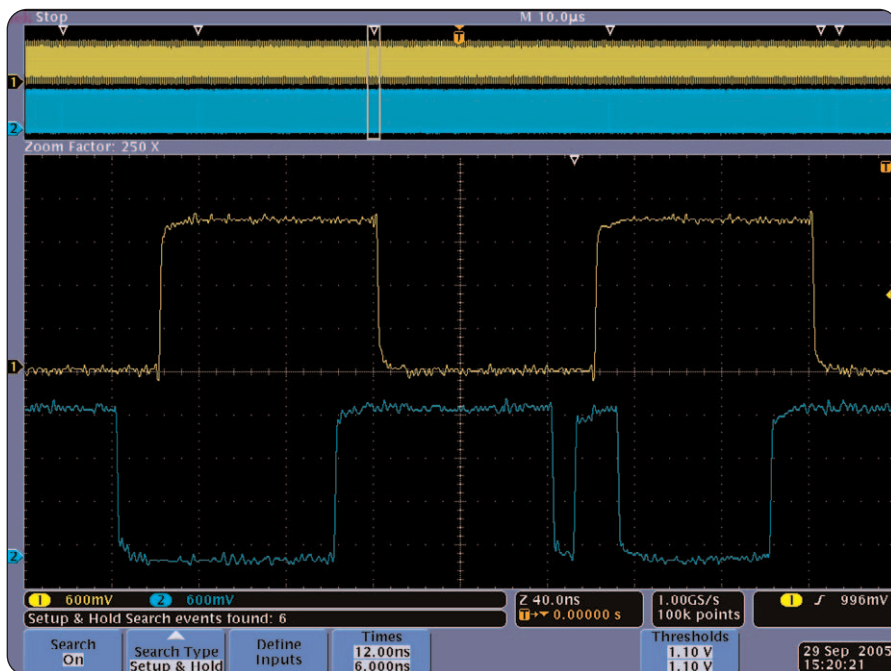 Stop
M 10.0µs
T
1
2
Zoom Factor: 250 X
T
1
2
1 600mV 2 600mV
Setup & Hold Search events found: 6
Z 40.0ns
T→▾ 0.00000 s
1.00GS/s
100k points
1 ʃ 996mV
Search
On
Search Type
Setup & Hold
Define
Inputs
Times
12.00ns
6.000ns
Thresholds
1.10 V
1.10 V
29 Sep 2005
15:20:21